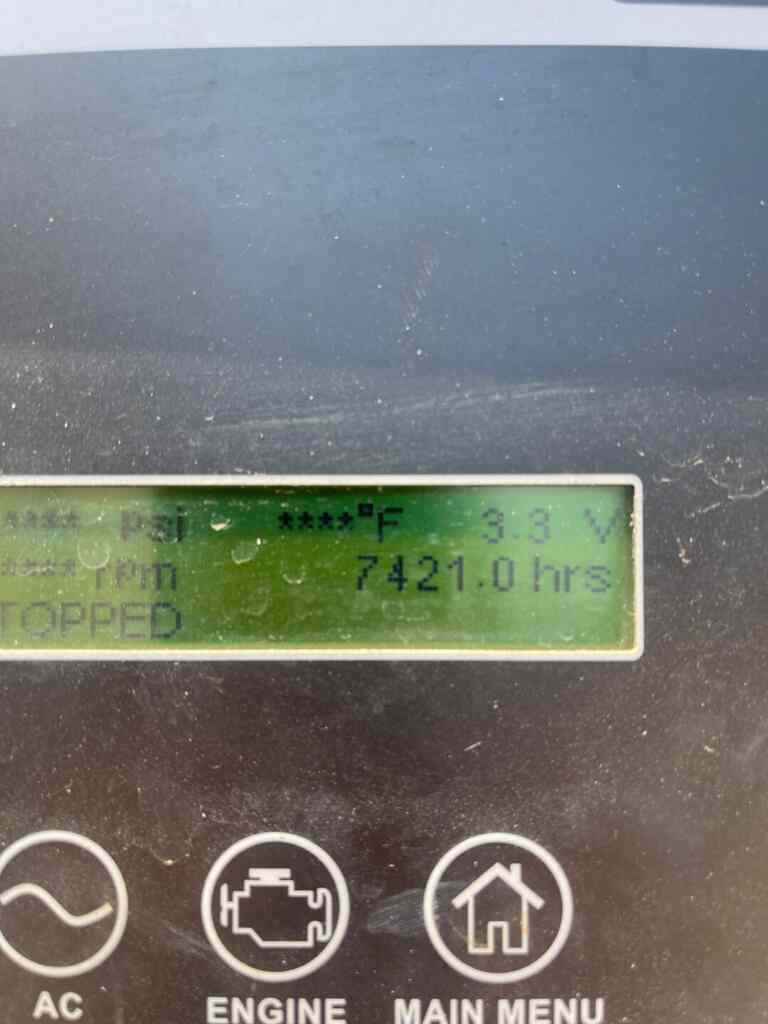 **** psi ****°F 3.3 V
**** rpm 7421.0 hrs
TOPPED
AC ENGINE MAIN MENU